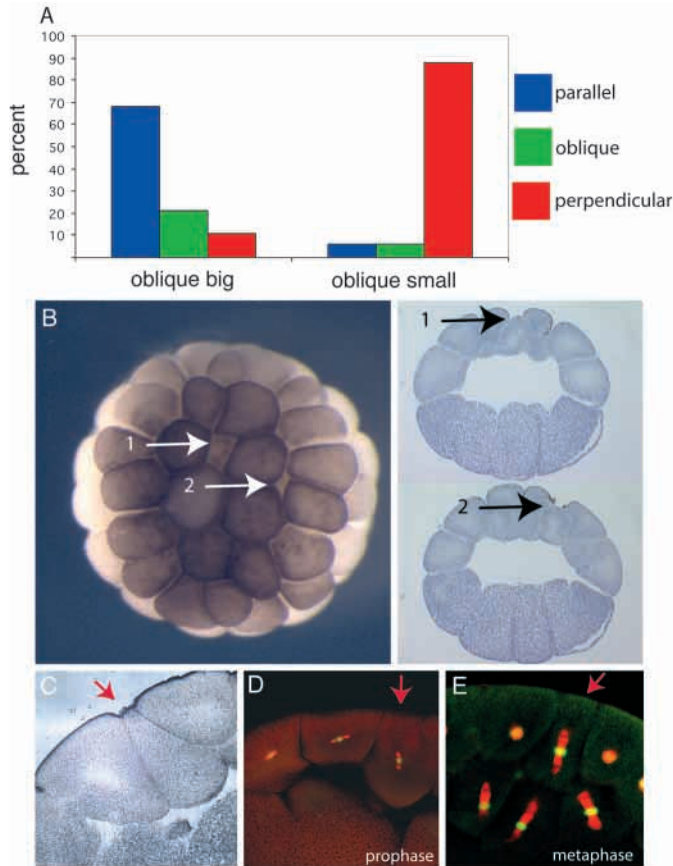 A
percent
100
90
80
70
60
50
40
30
20
10
oblique big
oblique small
parallel
oblique
perpendicular
B
1
2
1
2
C
D
prophase
E
metaphase